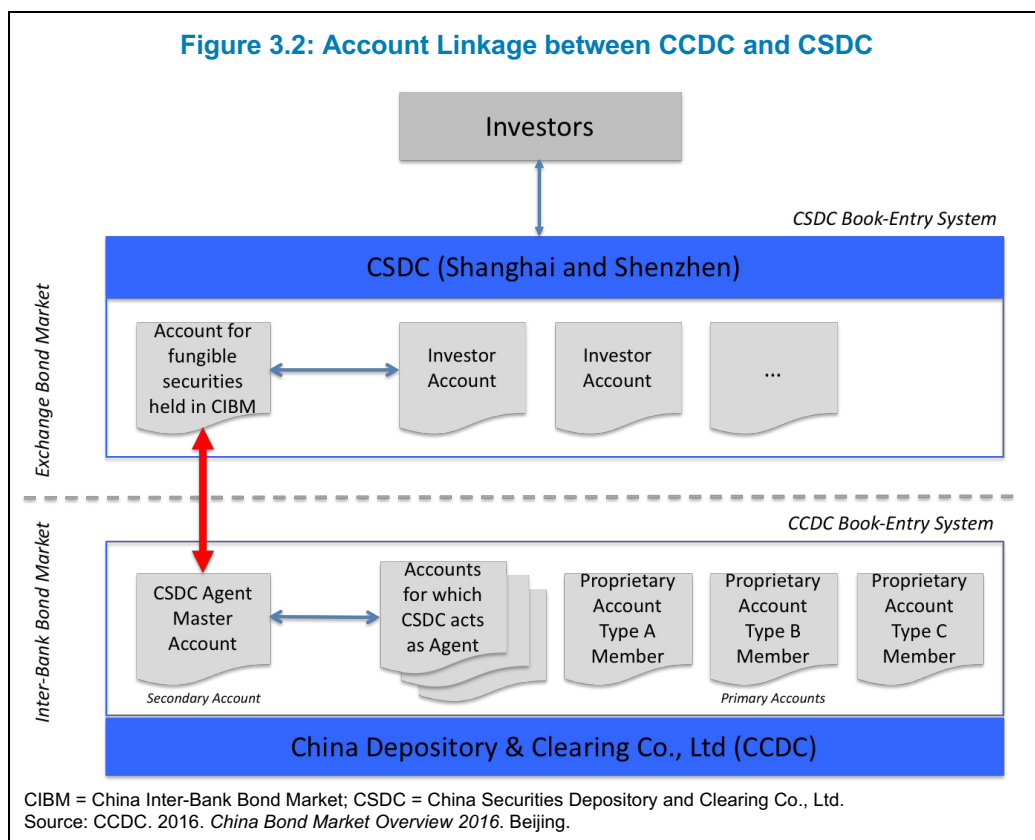 Figure 3.2: Account Linkage between CCDC and CSDC
Investors
CSDC Book-Entry System
CSDC (Shanghai and Shenzhen)
Exchange Bond Market
Account for
fungible
securities
held in CIBM
Investor
Account
Investor
Account
...
Inter-Bank Bond Market
CCDC Book-Entry System
CSDC Agent
Master
Account
Secondary Account
Accounts
for which
CSDC acts
as Agent
Proprietary
Account
Type A
Member
Proprietary
Account
Type B
Member
Primary Accounts
Proprietary
Account
Type C
Member
China Depository & Clearing Co., Ltd (CCDC)
CIBM = China Inter-Bank Bond Market; CSDC = China Securities Depository and Clearing Co., Ltd.
Source: CCDC. 2016. China Bond Market Overview 2016. Beijing.